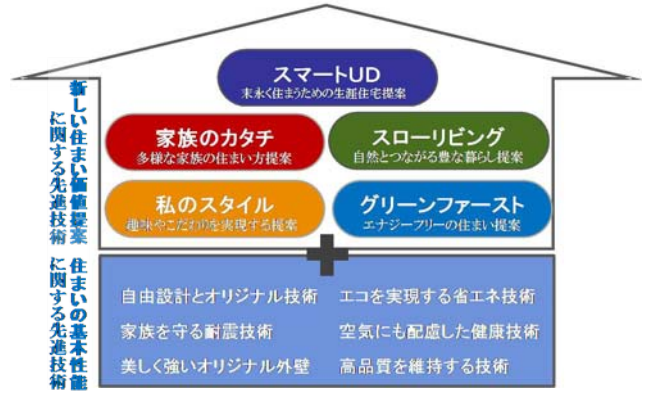 スマートUD
末永く住まうための生涯住宅提案
新しい住まい価値提案
に関する先進技術
家族のカタチ
多様な家族の住まい方提案
スローリビング
自然とつながる豊な暮らし提案
私のスタイル
趣味やこだわりを実現する提案
グリーンファースト
エナジーフリーの住まい提案
住まいの基本性能
に関する先進技術
自由設計とオリジナル技術
エコを実現する省エネ技術
家族を守る耐震技術
空気にも配慮した健康技術
美しく強いオリジナル外壁
高品質を維持する技術